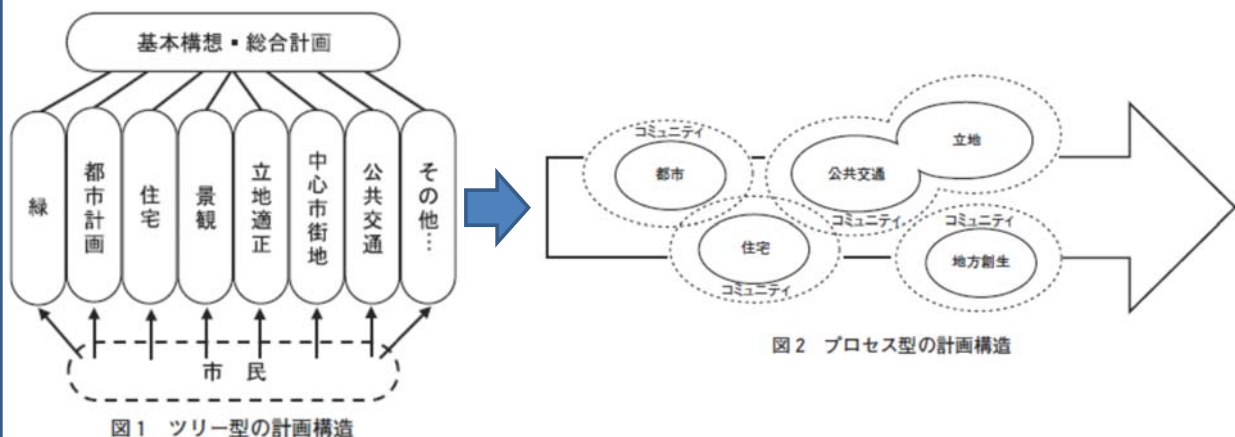 基本構想・総合計画
緑
都市計画
住宅
景観
立地適正
中心市街地
公共交通
その他…
市 民
図1 ツリー型の計画構造
コミュニティ
都市
住宅
コミュニティ
公共交通
コミュニティ
立地
コミュニティ
地方創生
図2 プロセス型の計画構造